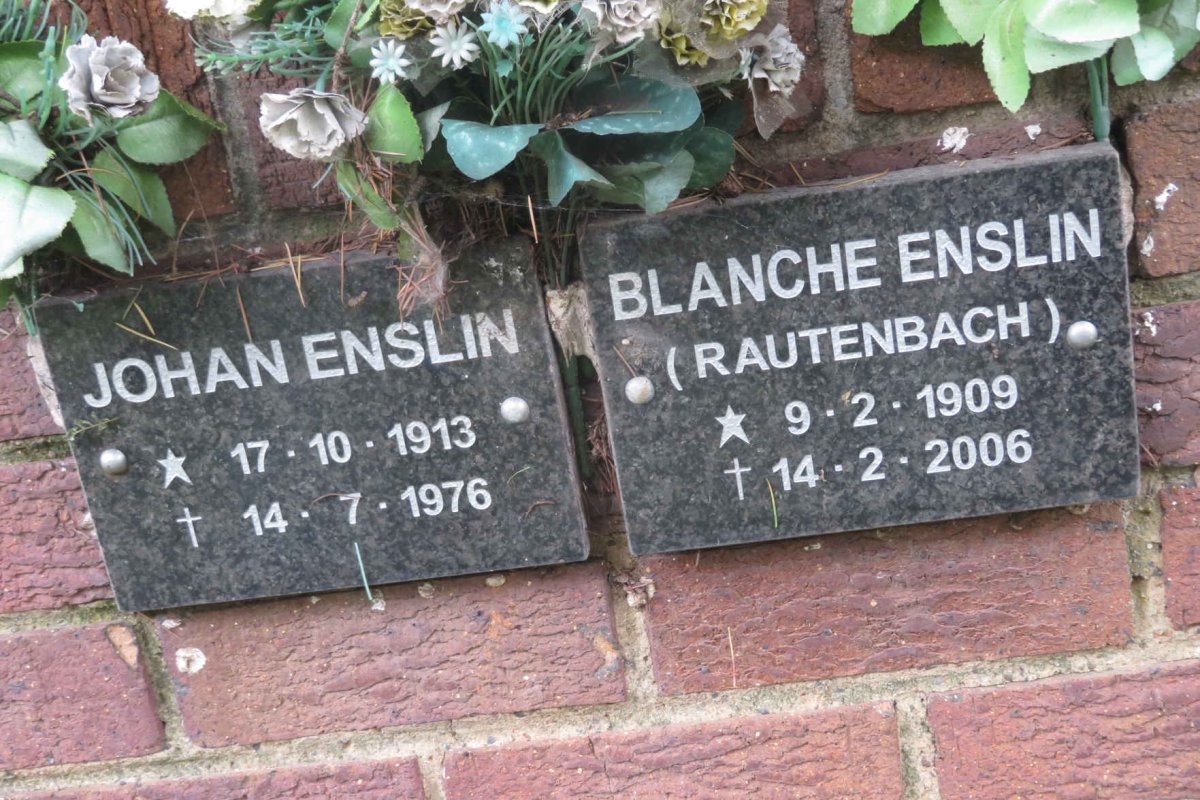 JOHAN ENSLIN
17 · 10 · 1913
14 · 7 · 1976
BLANCHE ENSLIN
( RAUTENBACH )
9 · 2 · 1909
14 · 2 · 2006